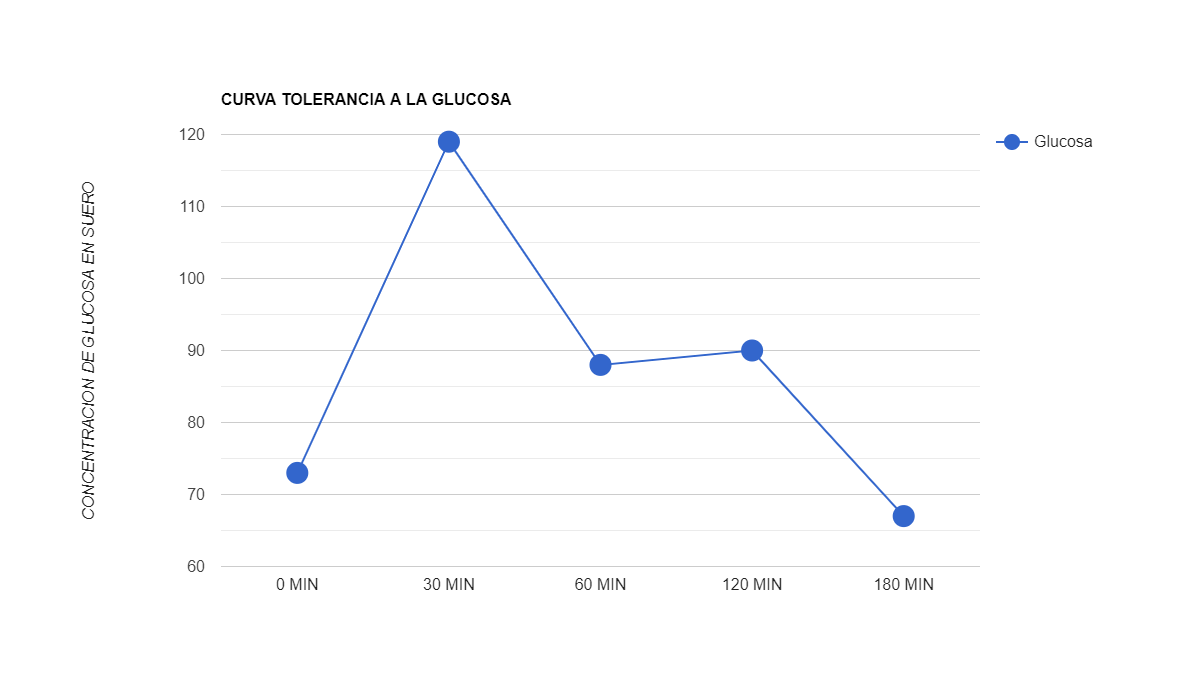 CURVA TOLERANCIA A LA GLUCOSA
CONCENTRACION DE GLUCOSA EN SUERO
120
110
100
90
80
70
60
0 MIN
30 MIN
60 MIN
120 MIN
180 MIN
Glucosa